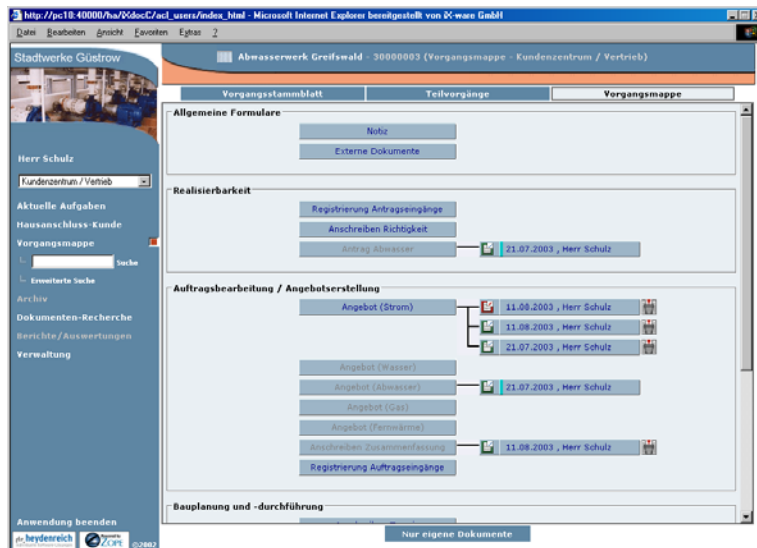 http://pc10:40000/ha/iXdocC/acl_users/index_html - Microsoft Internet Explorer bereitgestellt von iX-ware GmbH
Datei Bearbeiten Ansicht Favoriten Extras ?
Stadtwerke Güstrow
Abwasserwerk Greifswald - 30000003 (Vorgangsmappe - Kundenzentrum / Vertrieb)
Vorgangsstammblatt Teilvorgänge Vorgangsmappe
Herr Schulz
Kundenzentrum / Vertrieb
Aktuelle Aufgaben
Hausanschluss-Kunde
Vorgangsmappe
Suche
Erweiterte Suche
Archiv
Dokumenten-Recherche
Berichte/Auswertungen
Verwaltung
Anwendung beenden
heydenreich
ZOPE ©2002
Allgemeine Formulare
Notiz
Externe Dokumente
Realisierbarkeit
Registrierung Antragseingänge
Anschreiben Richtigkeit
Antrag Abwasser 21.07.2003 , Herr Schulz
Auftragsbearbeitung / Angebotserstellung
Angebot (Strom) 11.08.2003 , Herr Schulz
11.08.2003 , Herr Schulz
21.07.2003 , Herr Schulz
Angebot (Wasser)
Angebot (Abwasser) 21.07.2003 , Herr Schulz
Angebot (Gas)
Angebot (Fernwärme)
Anschreiben Zusammenfassung 11.08.2003 , Herr Schulz
Registrierung Auftragseingänge
Bauplanung und -durchführung
Nur eigene Dokumente